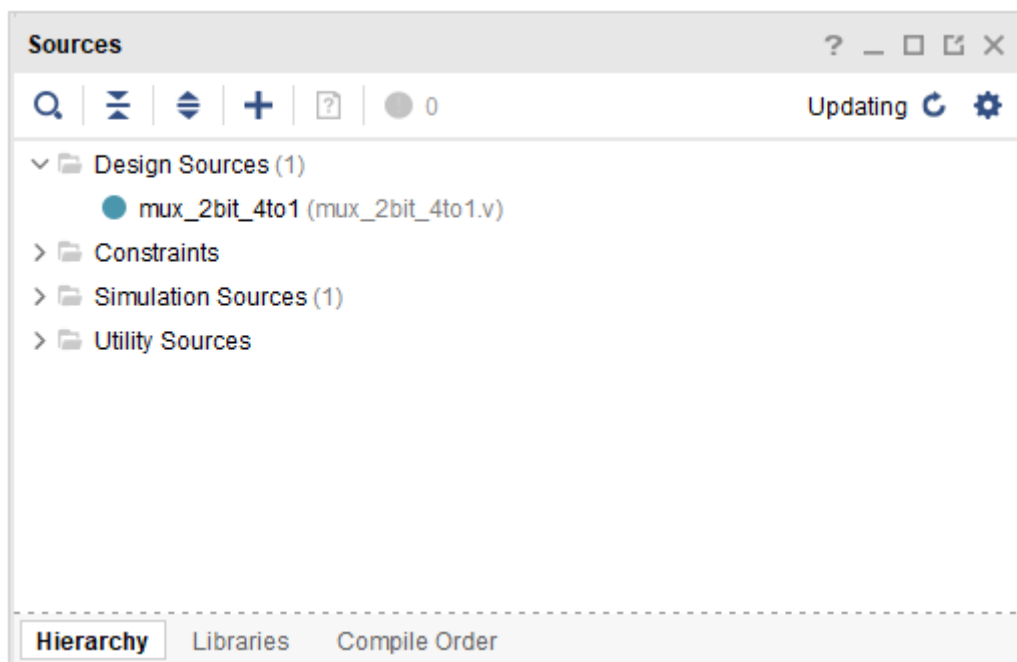 Sources
0 Updating
Design Sources (1)
mux_2bit_4to1 (mux_2bit_4to1.v)
Constraints
Simulation Sources (1)
Utility Sources
Hierarchy Libraries Compile Order